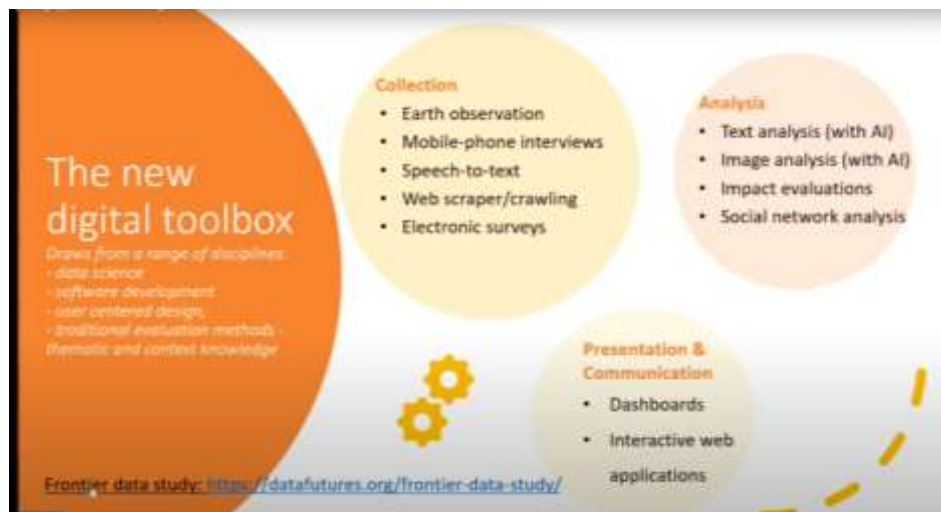 The new
digital toolbox
Draws from a range of disciplines:
- data science
- software development
- user centered design,
- traditional evaluation methods -
thematic and context knowledge
Collection
• Earth observation
• Mobile-phone interviews
• Speech-to-text
• Web scraper/crawling
• Electronic surveys
Analysis
• Text analysis (with AI)
• Image analysis (with AI)
• Impact evaluations
• Social network analysis
Presentation &
Communication
• Dashboards
• Interactive web
applications
Frontier data study: https://datafutures.org/frontier-data-study/